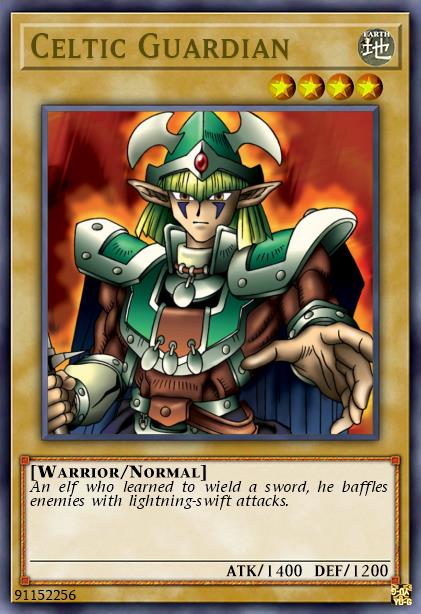 Celtic Guardian
EARTH
地
[Warrior/Normal]
An elf who learned to wield a sword, he baffles
enemies with lightning-swift attacks.
ATK/1400 DEF/1200
91152256